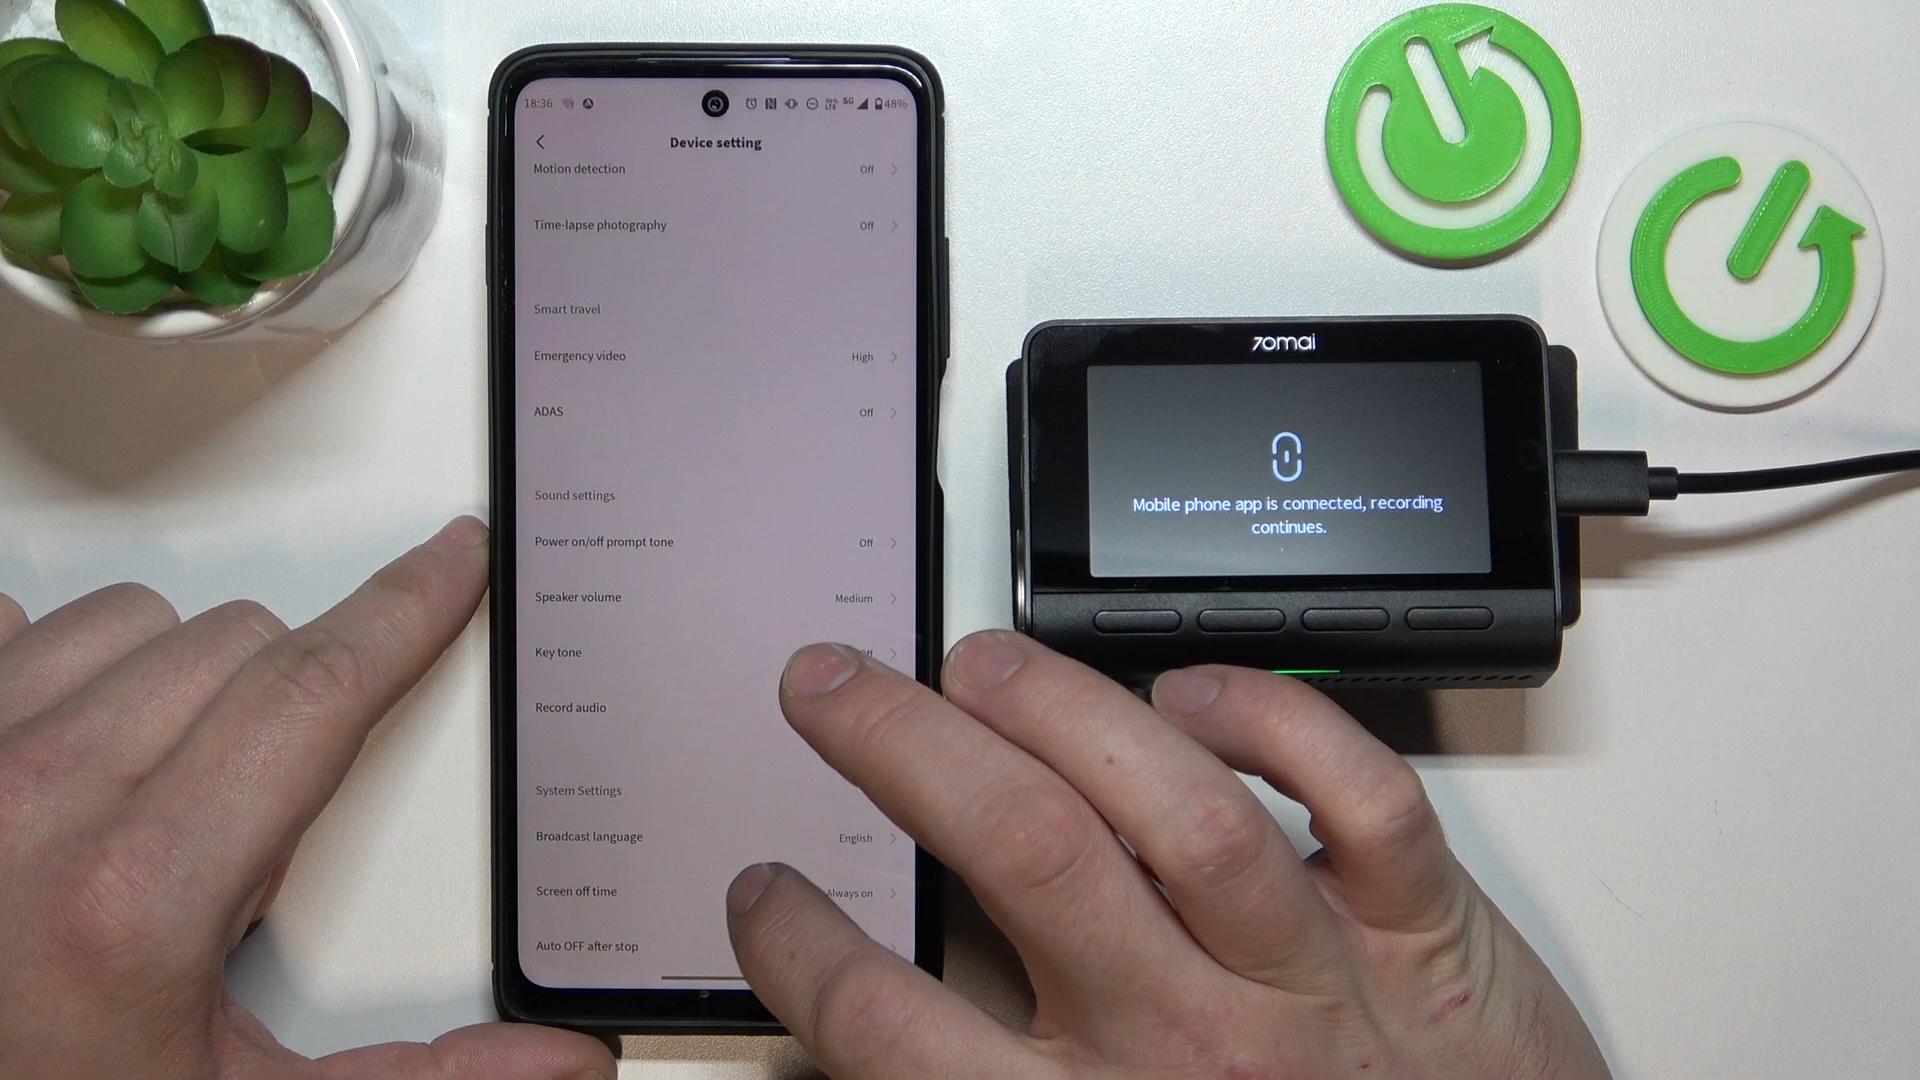 18:36
VoLTE 5G 48%
Device setting
Motion detection Off
Time-lapse photography Off
Smart travel
Emergency video High
ADAS Off
Sound settings
Power on/off prompt tone Off
Speaker volume Medium
Key tone
Record audio
System Settings
Broadcast language English
Screen off time Always on
Auto OFF after stop
70mai
Mobile phone app is connected, recording
continues.